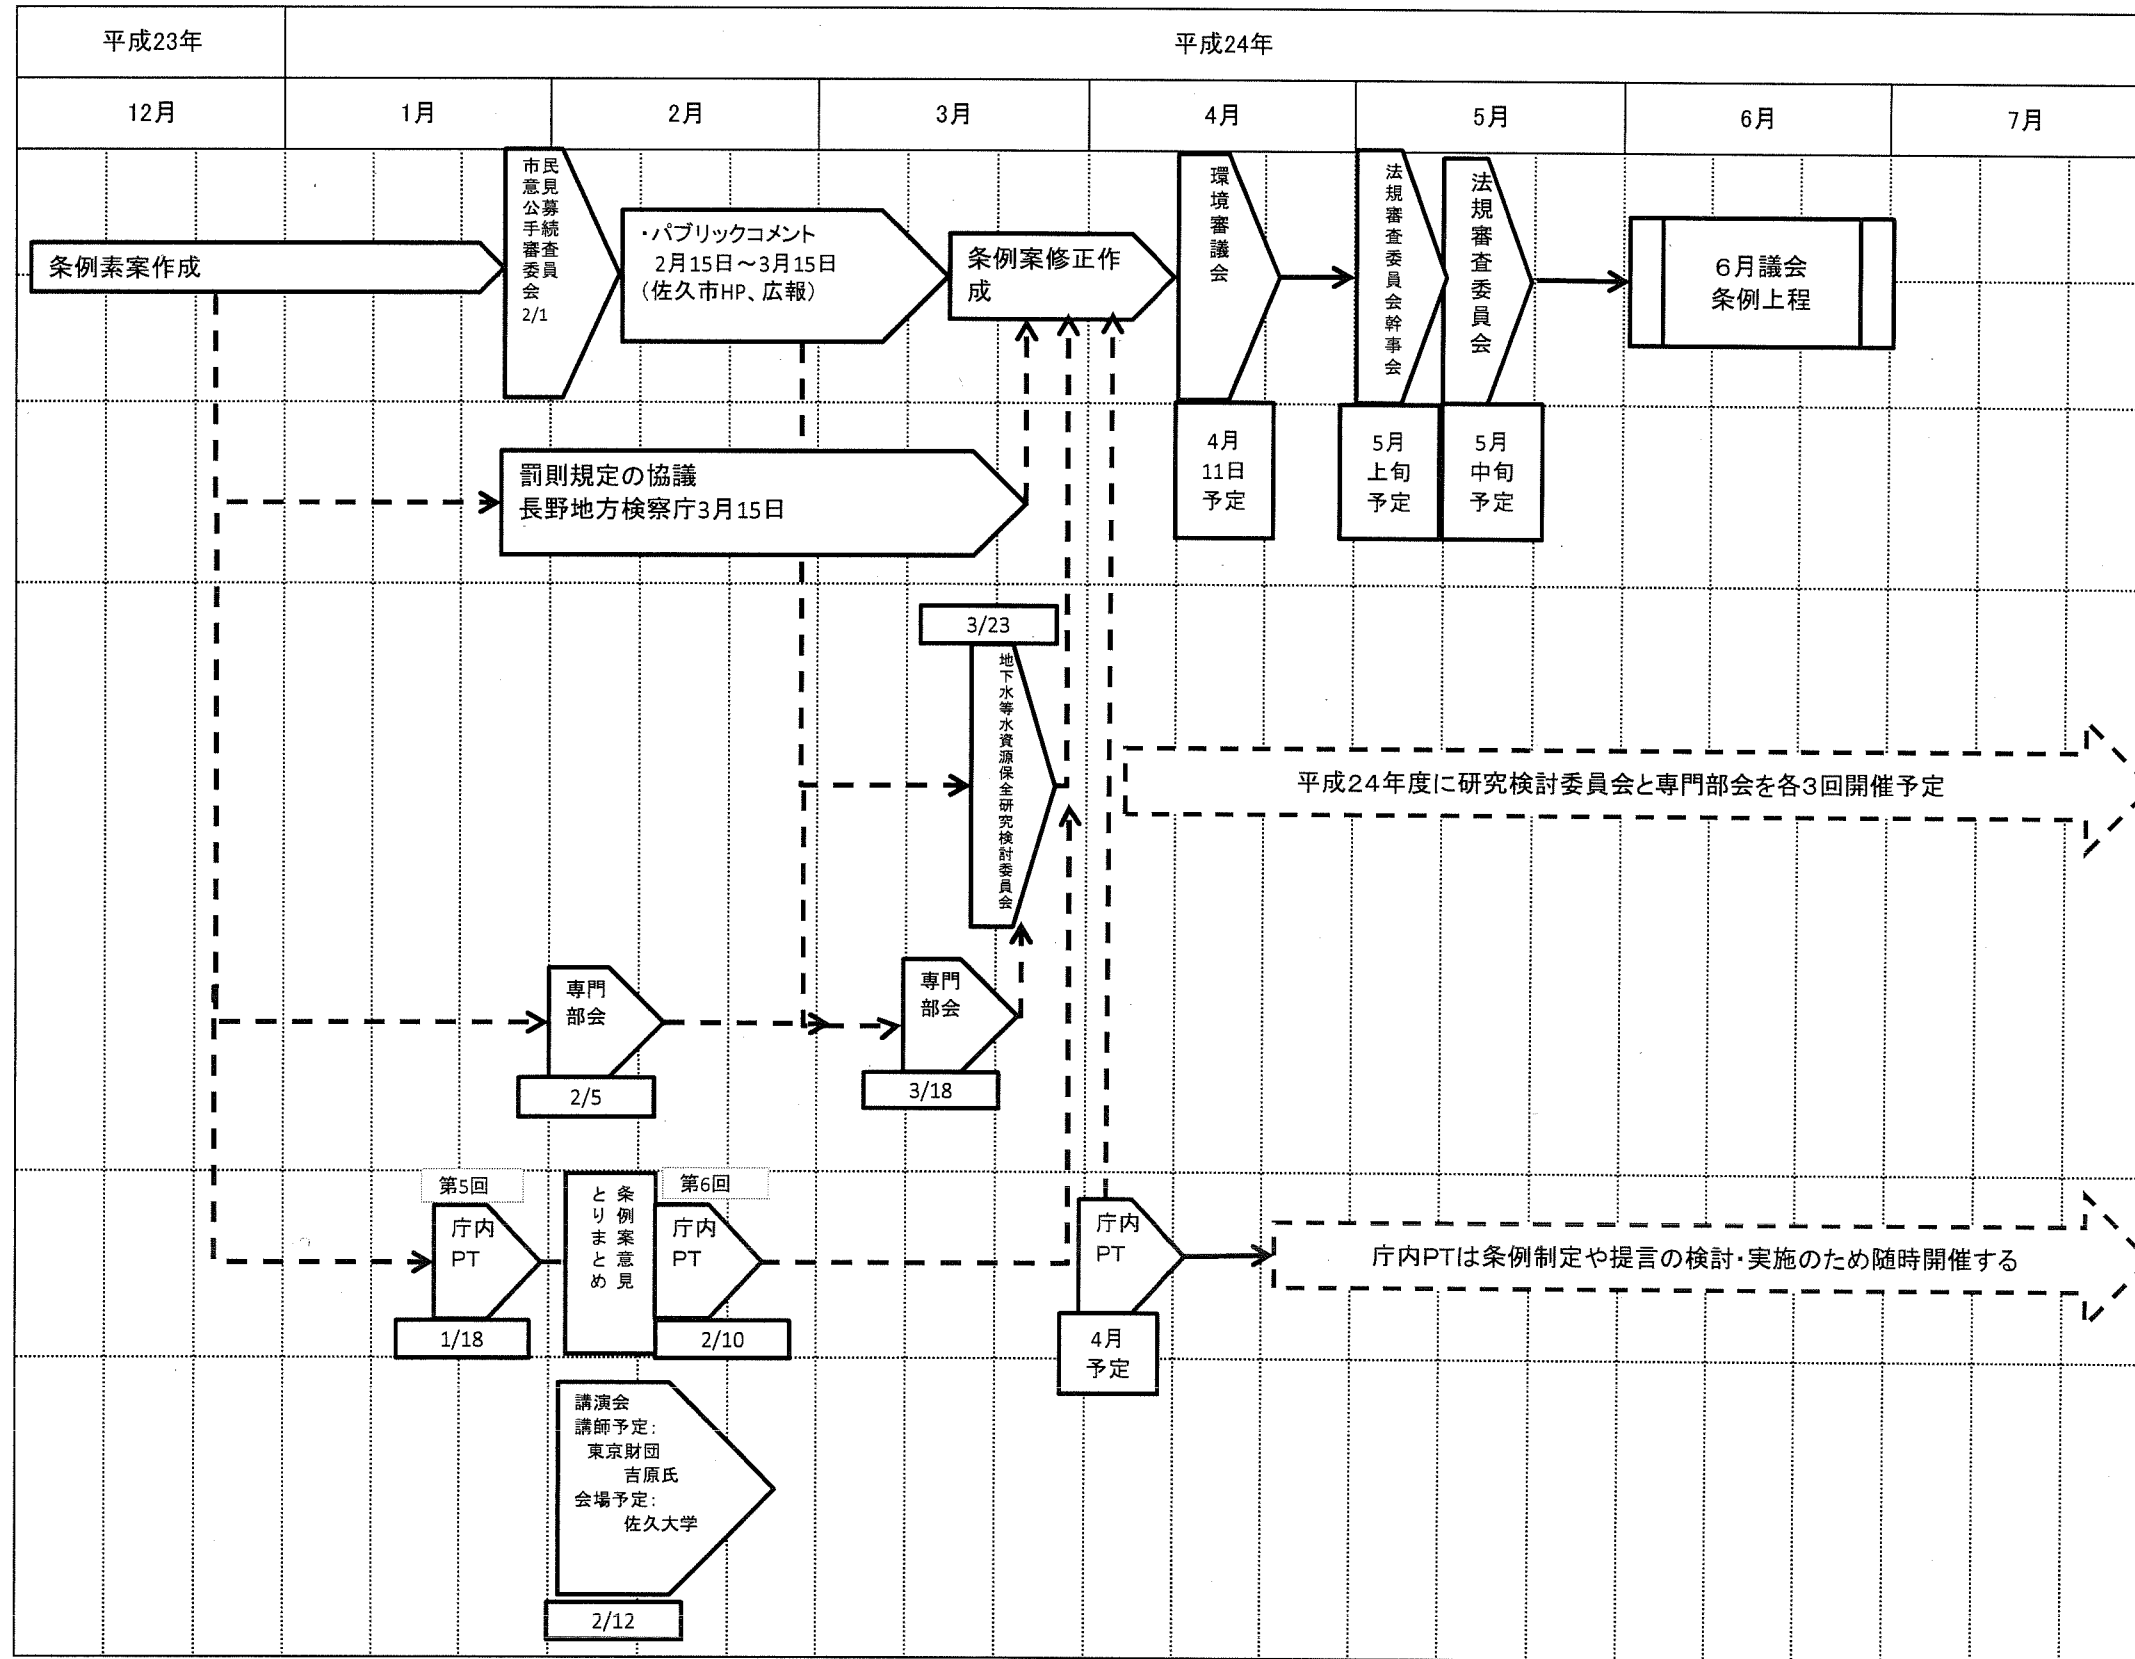 平成23年
平成24年
12月
1月
2月
3月
4月
5月
6月
7月
条例素案作成
市民
意見
公募
手続
審査
委員
会
2/1
・パブリックコメント
2月15日～3月15日
（佐久市HP、広報）
条例案修正作
成
環境審議会
4月
11日
予定
法規審査委員会幹事会
5月
上旬
予定
法規審査委員会
5月
中旬
予定
6月議会
条例上程
罰則規定の協議
長野地方検察庁3月15日
3/23
地下水等水資源保全研究検討委員会
平成24年度に研究検討委員会と専門部会を各3回開催予定
専門
部会
2/5
専門
部会
3/18
第5回
庁内
PT
1/18
条例案意見
とりまとめ
第6回
庁内
PT
2/10
庁内
PT
4月
予定
庁内PTは条例制定や提言の検討・実施のため随時開催する
講演会
講師予定：
東京財団
吉原氏
会場予定：
佐久大学
2/12